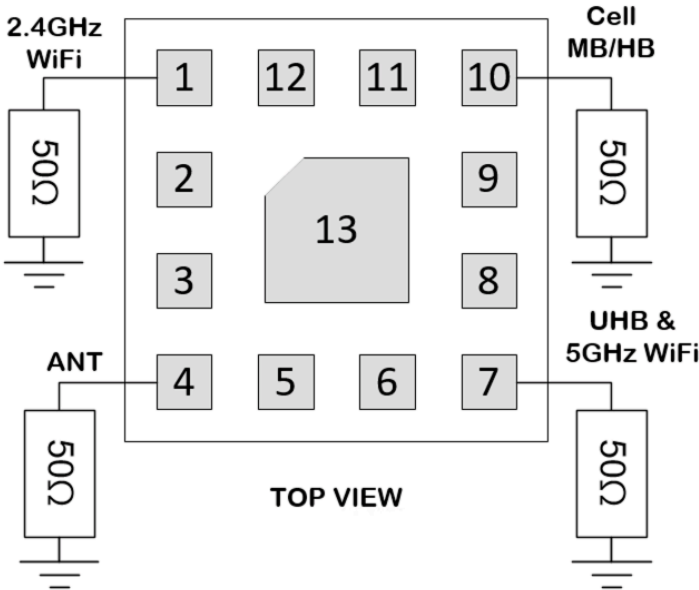 2.4GHz
WiFi
Cell
MB/HB
1
12
11
10
50Ω
50Ω
2
9
13
3
8
UHB &
5GHz WiFi
ANT
4
5
6
7
50Ω
50Ω
TOP VIEW